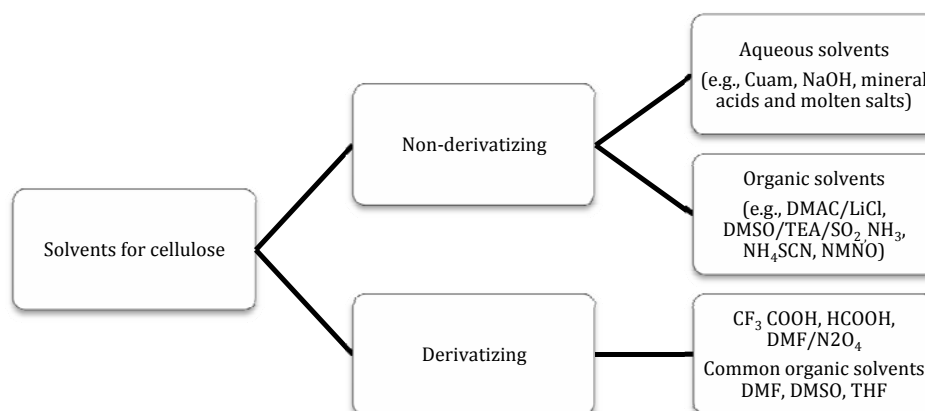 Solvents for cellulose
Non-derivatizing
Derivatizing
Aqueous solvents
(e.g., Cuam, NaOH, mineral
acids and molten salts)
Organic solvents
(e.g., DMAC/LiCl,
DMSO/TEA/SO₂,NH₃,
NH₄SCN, NMNO)
CF₃ COOH, HCOOH,
DMF/N2O₄
Common organic solvents
DMF, DMSO, THF